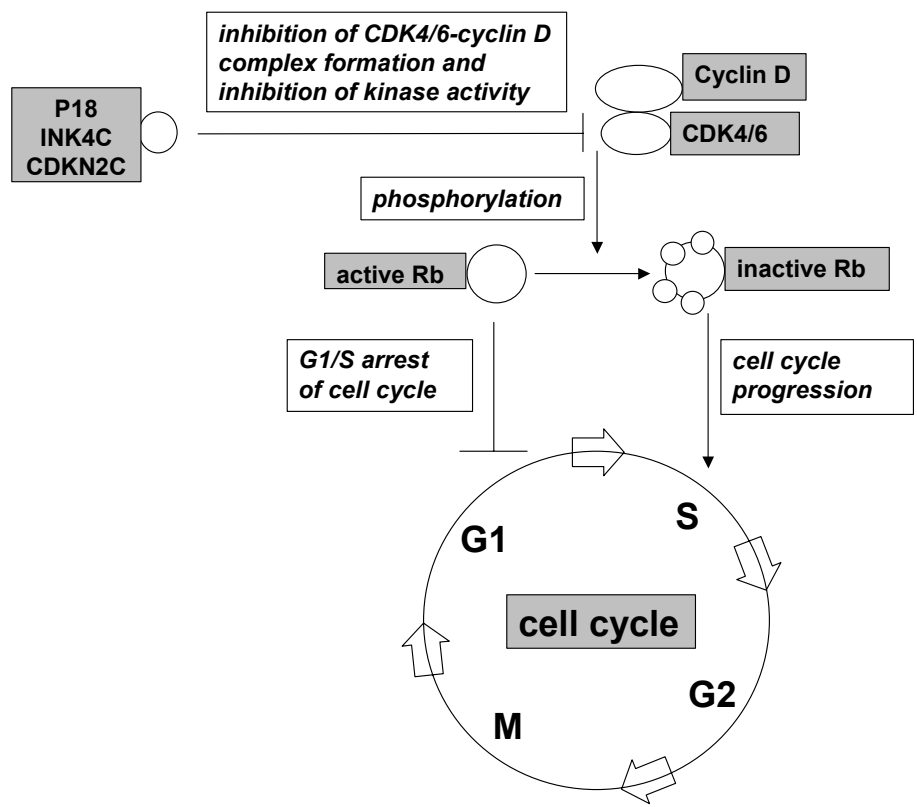 inhibition of CDK4/6-cyclin D
complex formation and
inhibition of kinase activity
P18
INK4C
CDKN2C
Cyclin D
CDK4/6
phosphorylation
active Rb
inactive Rb
G1/S arrest
of cell cycle
cell cycle
progression
G1
S
cell cycle
G2
M